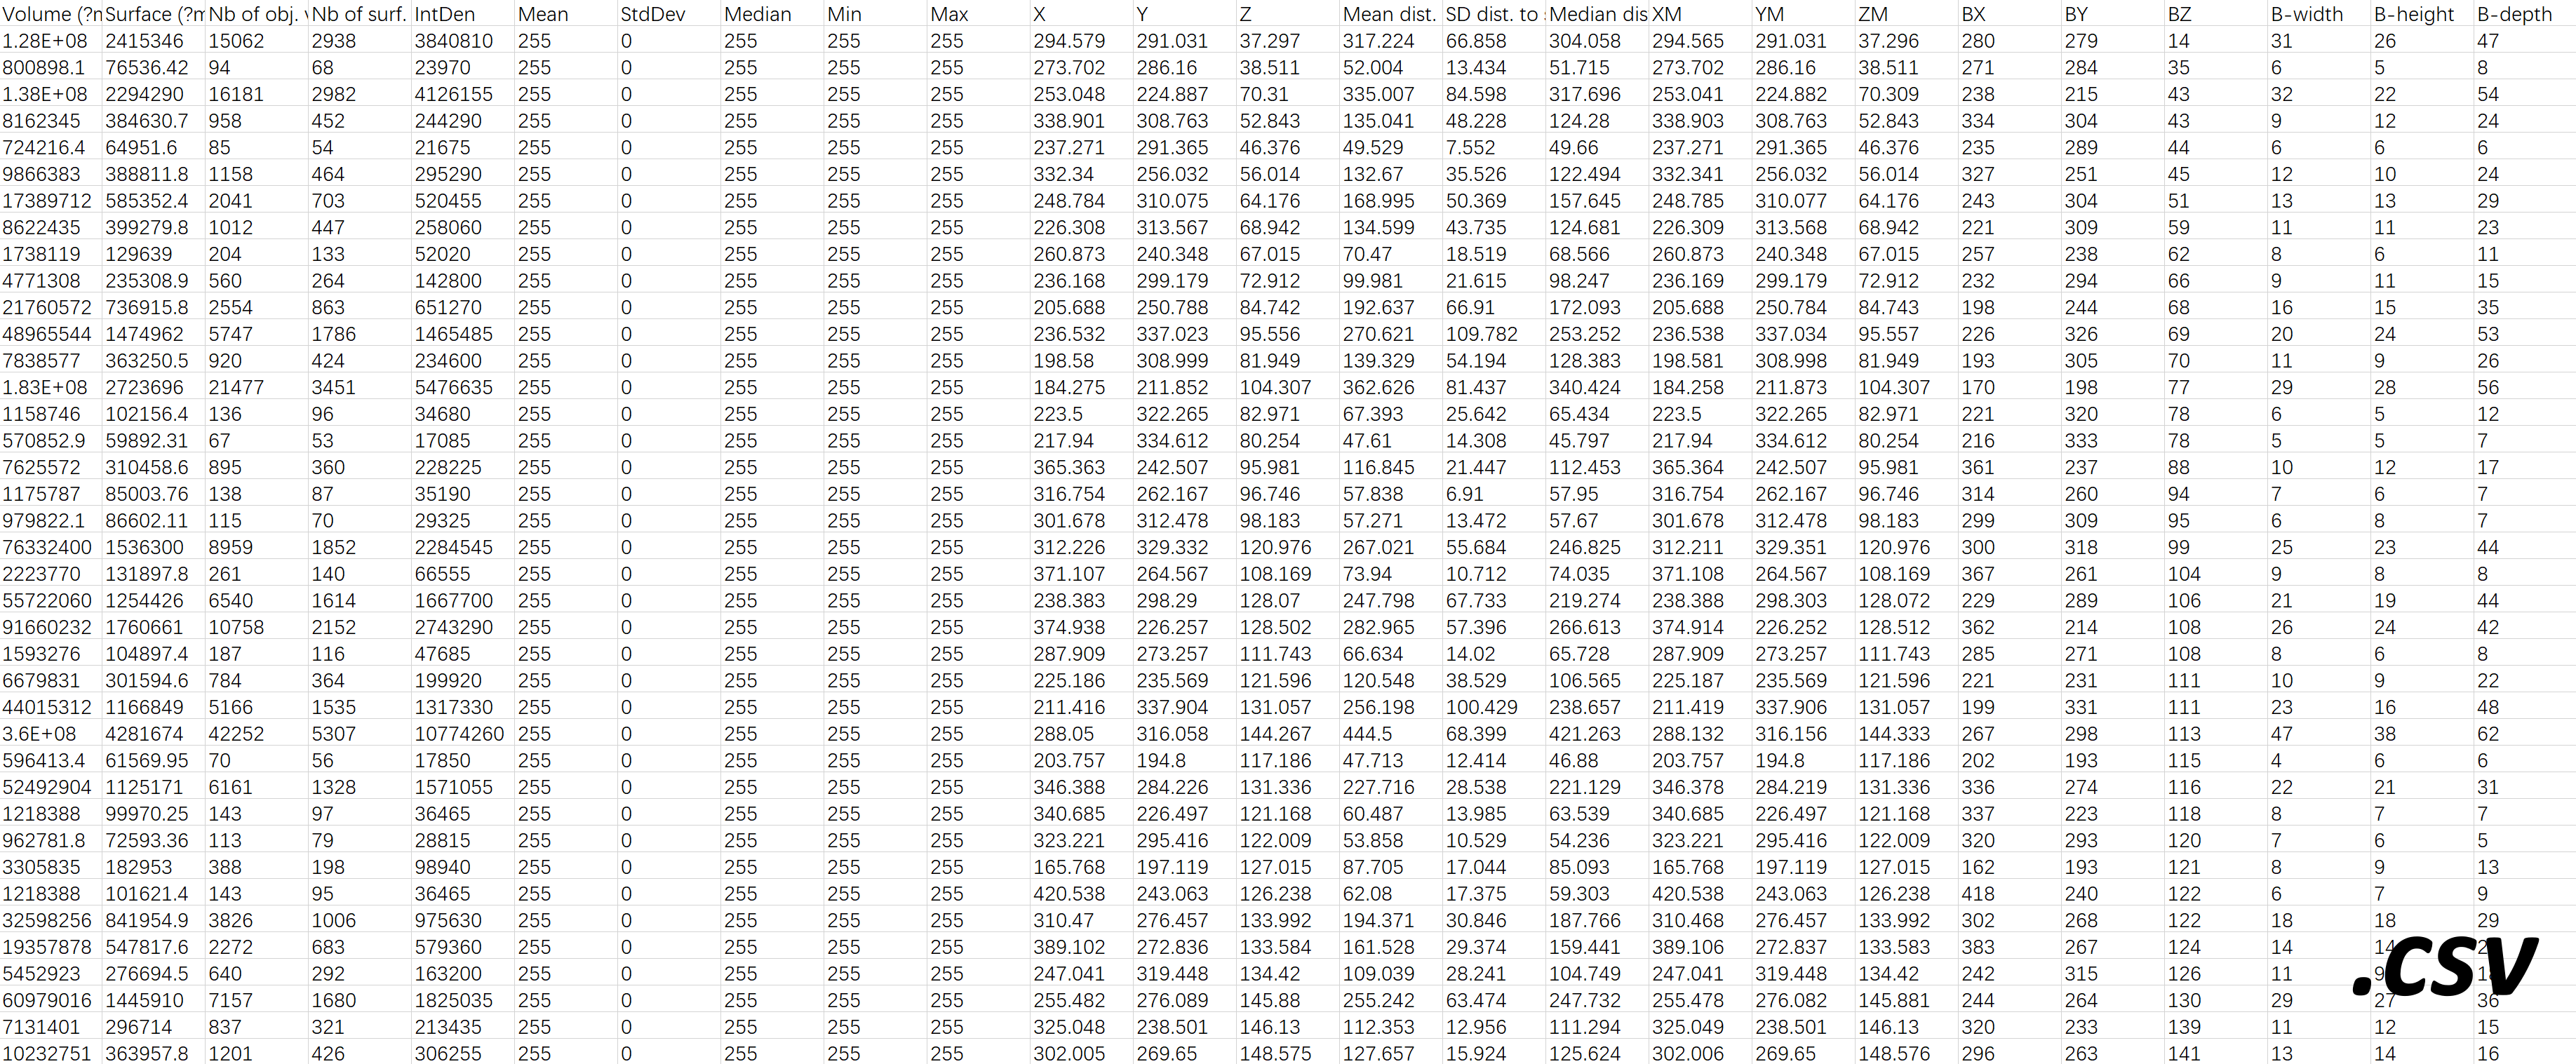 Volume (?m Surface (?m Nb of obj. v Nb of surf. IntDen Mean StdDev Median Min Max X Y Z Mean dist. SD dist. to s Median dis XM YM ZM BX BY BZ B-width B-height B-depth
1.28E+08 2415346 15062 2938 3840810 255 0 255 255 255 294.579 291.031 37.297 317.224 66.858 304.058 294.565 291.031 37.296 280 279 14 31 26 47
800898.1 76536.42 94 68 23970 255 0 255 255 255 273.702 286.16 38.511 52.004 13.434 51.715 273.702 286.16 38.511 271 284 35 6 5 8
1.38E+08 2294290 16181 2982 4126155 255 0 255 255 255 253.048 224.887 70.31 335.007 84.598 317.696 253.041 224.882 70.309 238 215 43 32 22 54
8162345 384630.7 958 452 244290 255 0 255 255 255 338.901 308.763 52.843 135.041 48.228 124.28 338.903 308.763 52.843 334 304 43 9 12 24
724216.4 64951.6 85 54 21675 255 0 255 255 255 237.271 291.365 46.376 49.529 7.552 49.66 237.271 291.365 46.376 235 289 44 6 6 6
9866383 388811.8 1158 464 295290 255 0 255 255 255 332.34 256.032 56.014 132.67 35.526 122.494 332.341 256.032 56.014 327 251 45 12 10 24
17389712 585352.4 2041 703 520455 255 0 255 255 255 248.784 310.075 64.176 168.995 50.369 157.645 248.785 310.077 64.176 243 304 51 13 13 29
8622435 399279.8 1012 447 258060 255 0 255 255 255 226.308 313.567 68.942 134.599 43.735 124.681 226.309 313.568 68.942 221 309 59 11 11 23
1738119 129639 204 133 52020 255 0 255 255 255 260.873 240.348 67.015 70.47 18.519 68.566 260.873 240.348 67.015 257 238 62 8 6 11
4771308 235308.9 560 264 142800 255 0 255 255 255 236.168 299.179 72.912 99.981 21.615 98.247 236.169 299.179 72.912 232 294 66 9 11 15
21760572 736915.8 2554 863 651270 255 0 255 255 255 205.688 250.788 84.742 192.637 66.91 172.093 205.688 250.784 84.743 198 244 68 16 15 35
48965544 1474962 5747 1786 1465485 255 0 255 255 255 236.532 337.023 95.556 270.621 109.782 253.252 236.538 337.034 95.557 226 326 69 20 24 53
7838577 363250.5 920 424 234600 255 0 255 255 255 198.58 308.999 81.949 139.329 54.194 128.383 198.581 308.998 81.949 193 305 70 11 9 26
1.83E+08 2723696 21477 3451 5476635 255 0 255 255 255 184.275 211.852 104.307 362.626 81.437 340.424 184.258 211.873 104.307 170 198 77 29 28 56
1158746 102156.4 136 96 34680 255 0 255 255 255 223.5 322.265 82.971 67.393 25.642 65.434 223.5 322.265 82.971 221 320 78 6 5 12
570852.9 59892.31 67 53 17085 255 0 255 255 255 217.94 334.612 80.254 47.61 14.308 45.797 217.94 334.612 80.254 216 333 78 5 5 7
7625572 310458.6 895 360 228225 255 0 255 255 255 365.363 242.507 95.981 116.845 21.447 112.453 365.364 242.507 95.981 361 237 88 10 12 17
1175787 85003.76 138 87 35190 255 0 255 255 255 316.754 262.167 96.746 57.838 6.91 57.95 316.754 262.167 96.746 314 260 94 7 6 7
979822.1 86602.11 115 70 29325 255 0 255 255 255 301.678 312.478 98.183 57.271 13.472 57.67 301.678 312.478 98.183 299 309 95 6 8 7
76332400 1536300 8959 1852 2284545 255 0 255 255 255 312.226 329.332 120.976 267.021 55.684 246.825 312.211 329.351 120.976 300 318 99 25 23 44
2223770 131897.8 261 140 66555 255 0 255 255 255 371.107 264.567 108.169 73.94 10.712 74.035 371.108 264.567 108.169 367 261 104 9 8 8
55722060 1254426 6540 1614 1667700 255 0 255 255 255 238.383 298.29 128.07 247.798 67.733 219.274 238.388 298.303 128.072 229 289 106 21 19 44
91660232 1760661 10758 2152 2743290 255 0 255 255 255 374.938 226.257 128.502 282.965 57.396 266.613 374.914 226.252 128.512 362 214 108 26 24 42
1593276 104897.4 187 116 47685 255 0 255 255 255 287.909 273.257 111.743 66.634 14.02 65.728 287.909 273.257 111.743 285 271 108 8 6 8
6679831 301594.6 784 364 199920 255 0 255 255 255 225.186 235.569 121.596 120.548 38.529 106.565 225.187 235.569 121.596 221 231 111 10 9 22
44015312 1166849 5166 1535 1317330 255 0 255 255 255 211.416 337.904 131.057 256.198 100.429 238.657 211.419 337.906 131.057 199 331 111 23 16 48
3.6E+08 4281674 42252 5307 10774260 255 0 255 255 255 288.05 316.058 144.267 444.5 68.399 421.263 288.132 316.156 144.333 267 298 113 47 38 62
596413.4 61569.95 70 56 17850 255 0 255 255 255 203.757 194.8 117.186 47.713 12.414 46.88 203.757 194.8 117.186 202 193 115 4 6 6
52492904 1125171 6161 1328 1571055 255 0 255 255 255 346.388 284.226 131.336 227.716 28.538 221.129 346.378 284.219 131.336 336 274 116 22 21 31
1218388 99970.25 143 97 36465 255 0 255 255 255 340.685 226.497 121.168 60.487 13.985 63.539 340.685 226.497 121.168 337 223 118 8 7 7
962781.8 72593.36 113 79 28815 255 0 255 255 255 323.221 295.416 122.009 53.858 10.529 54.236 323.221 295.416 122.009 320 293 120 7 6 5
3305835 182953 388 198 98940 255 0 255 255 255 165.768 197.119 127.015 87.705 17.044 85.093 165.768 197.119 127.015 162 193 121 8 9 13
1218388 101621.4 143 95 36465 255 0 255 255 255 420.538 243.063 126.238 62.08 17.375 59.303 420.538 243.063 126.238 418 240 122 6 7 9
32598256 841954.9 3826 1006 975630 255 0 255 255 255 310.47 276.457 133.992 194.371 30.846 187.766 310.468 276.457 133.992 302 268 122 18 18 29
19357878 547817.6 2272 683 579360 255 0 255 255 255 389.102 272.836 133.584 161.528 29.374 159.441 389.106 272.837 133.583 383 267 124 14 14
5452923 276694.5 640 292 163200 255 0 255 255 255 247.041 319.448 134.42 109.039 28.241 104.749 247.041 319.448 134.42 242 315 126 11 9
.csv
60979016 1445910 7157 1680 1825035 255 0 255 255 255 255.482 276.089 145.88 255.242 63.474 247.732 255.478 276.082 145.881 244 264 130 29 27 36
7131401 296714 837 321 213435 255 0 255 255 255 325.048 238.501 146.13 112.353 12.956 111.294 325.049 238.501 146.13 320 233 139 11 12 15
10232751 363957.8 1201 426 306255 255 0 255 255 255 302.005 269.65 148.575 127.657 15.924 125.624 302.006 269.65 148.576 296 263 141 13 14 16